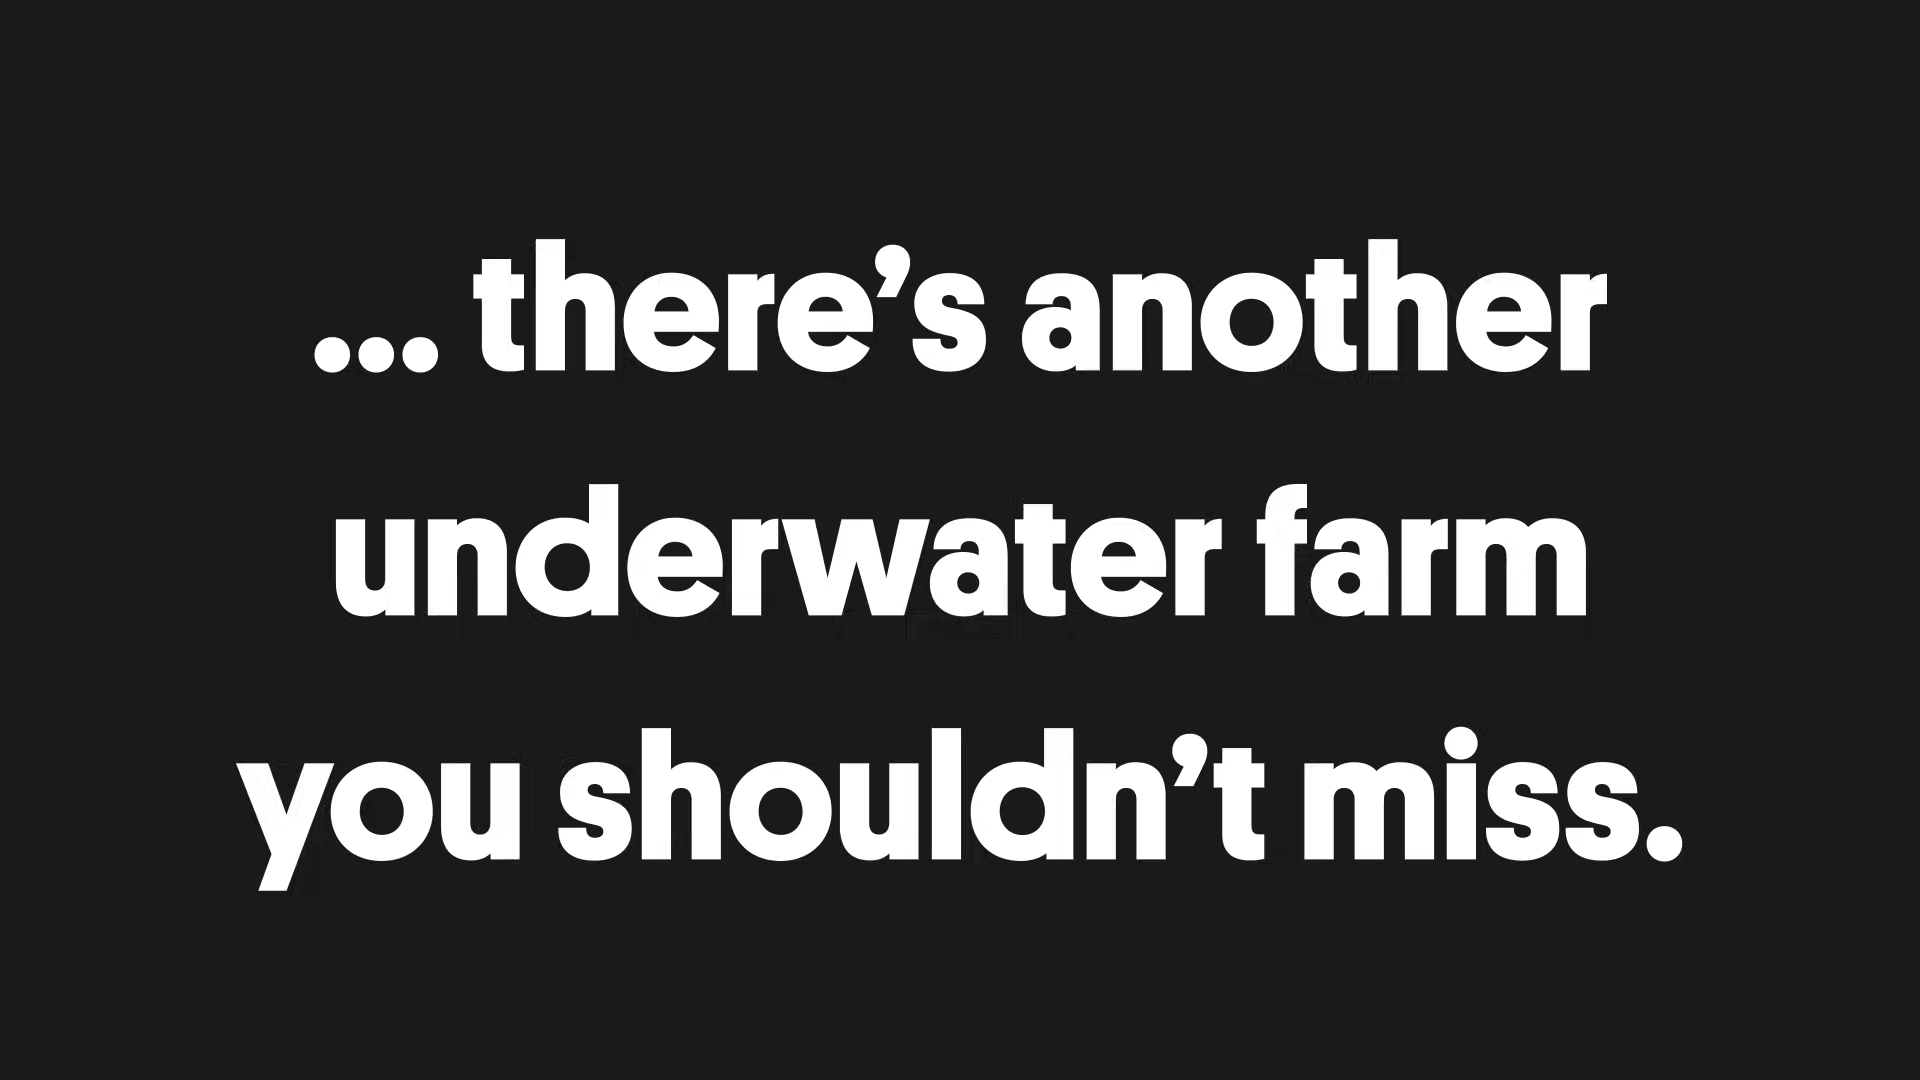 ... there’s another
underwater farm
you shouldn’t miss.